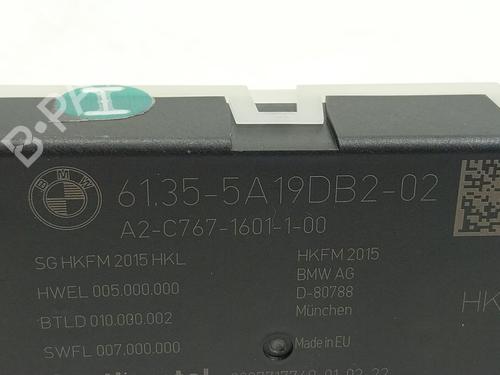 H
B-P
BMW
61.35-5A19DB2-02
A2-C767-1601-1-00
SG HKFM 2015 HKL
HWEL 005.000.000
BTLD 010.000.002
SWFL 007.000.000
HKFM 2015
BMW AG
D-80788
München
Made in EU
HK